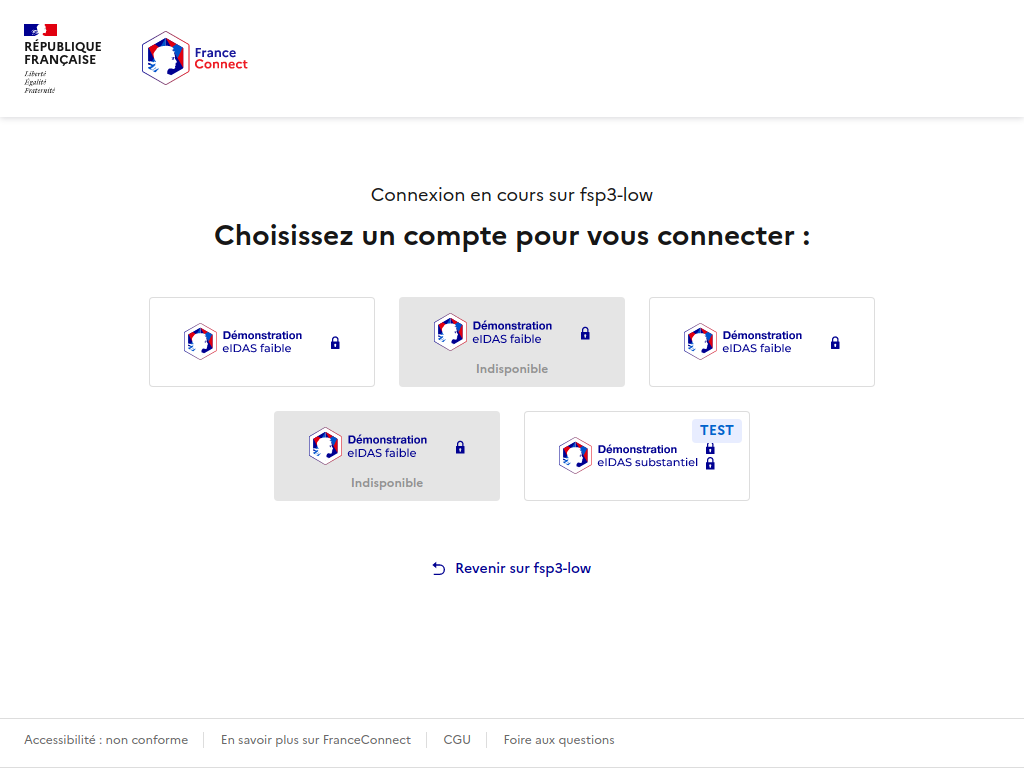 RÉPUBLIQUE
FRANÇAISE
Liberté
Égalité
Fraternité
France
Connect
Connexion en cours sur fsp3-low
Choisissez un compte pour vous connecter :
Démonstration
eIDAS faible
Démonstration
eIDAS faible
Indisponible
Démonstration
eIDAS faible
Démonstration
eIDAS faible
Indisponible
TEST
Démonstration
eIDAS substantiel
Revenir sur fsp3-low
Accessibilité : non conforme
En savoir plus sur FranceConnect
CGU
Foire aux questions